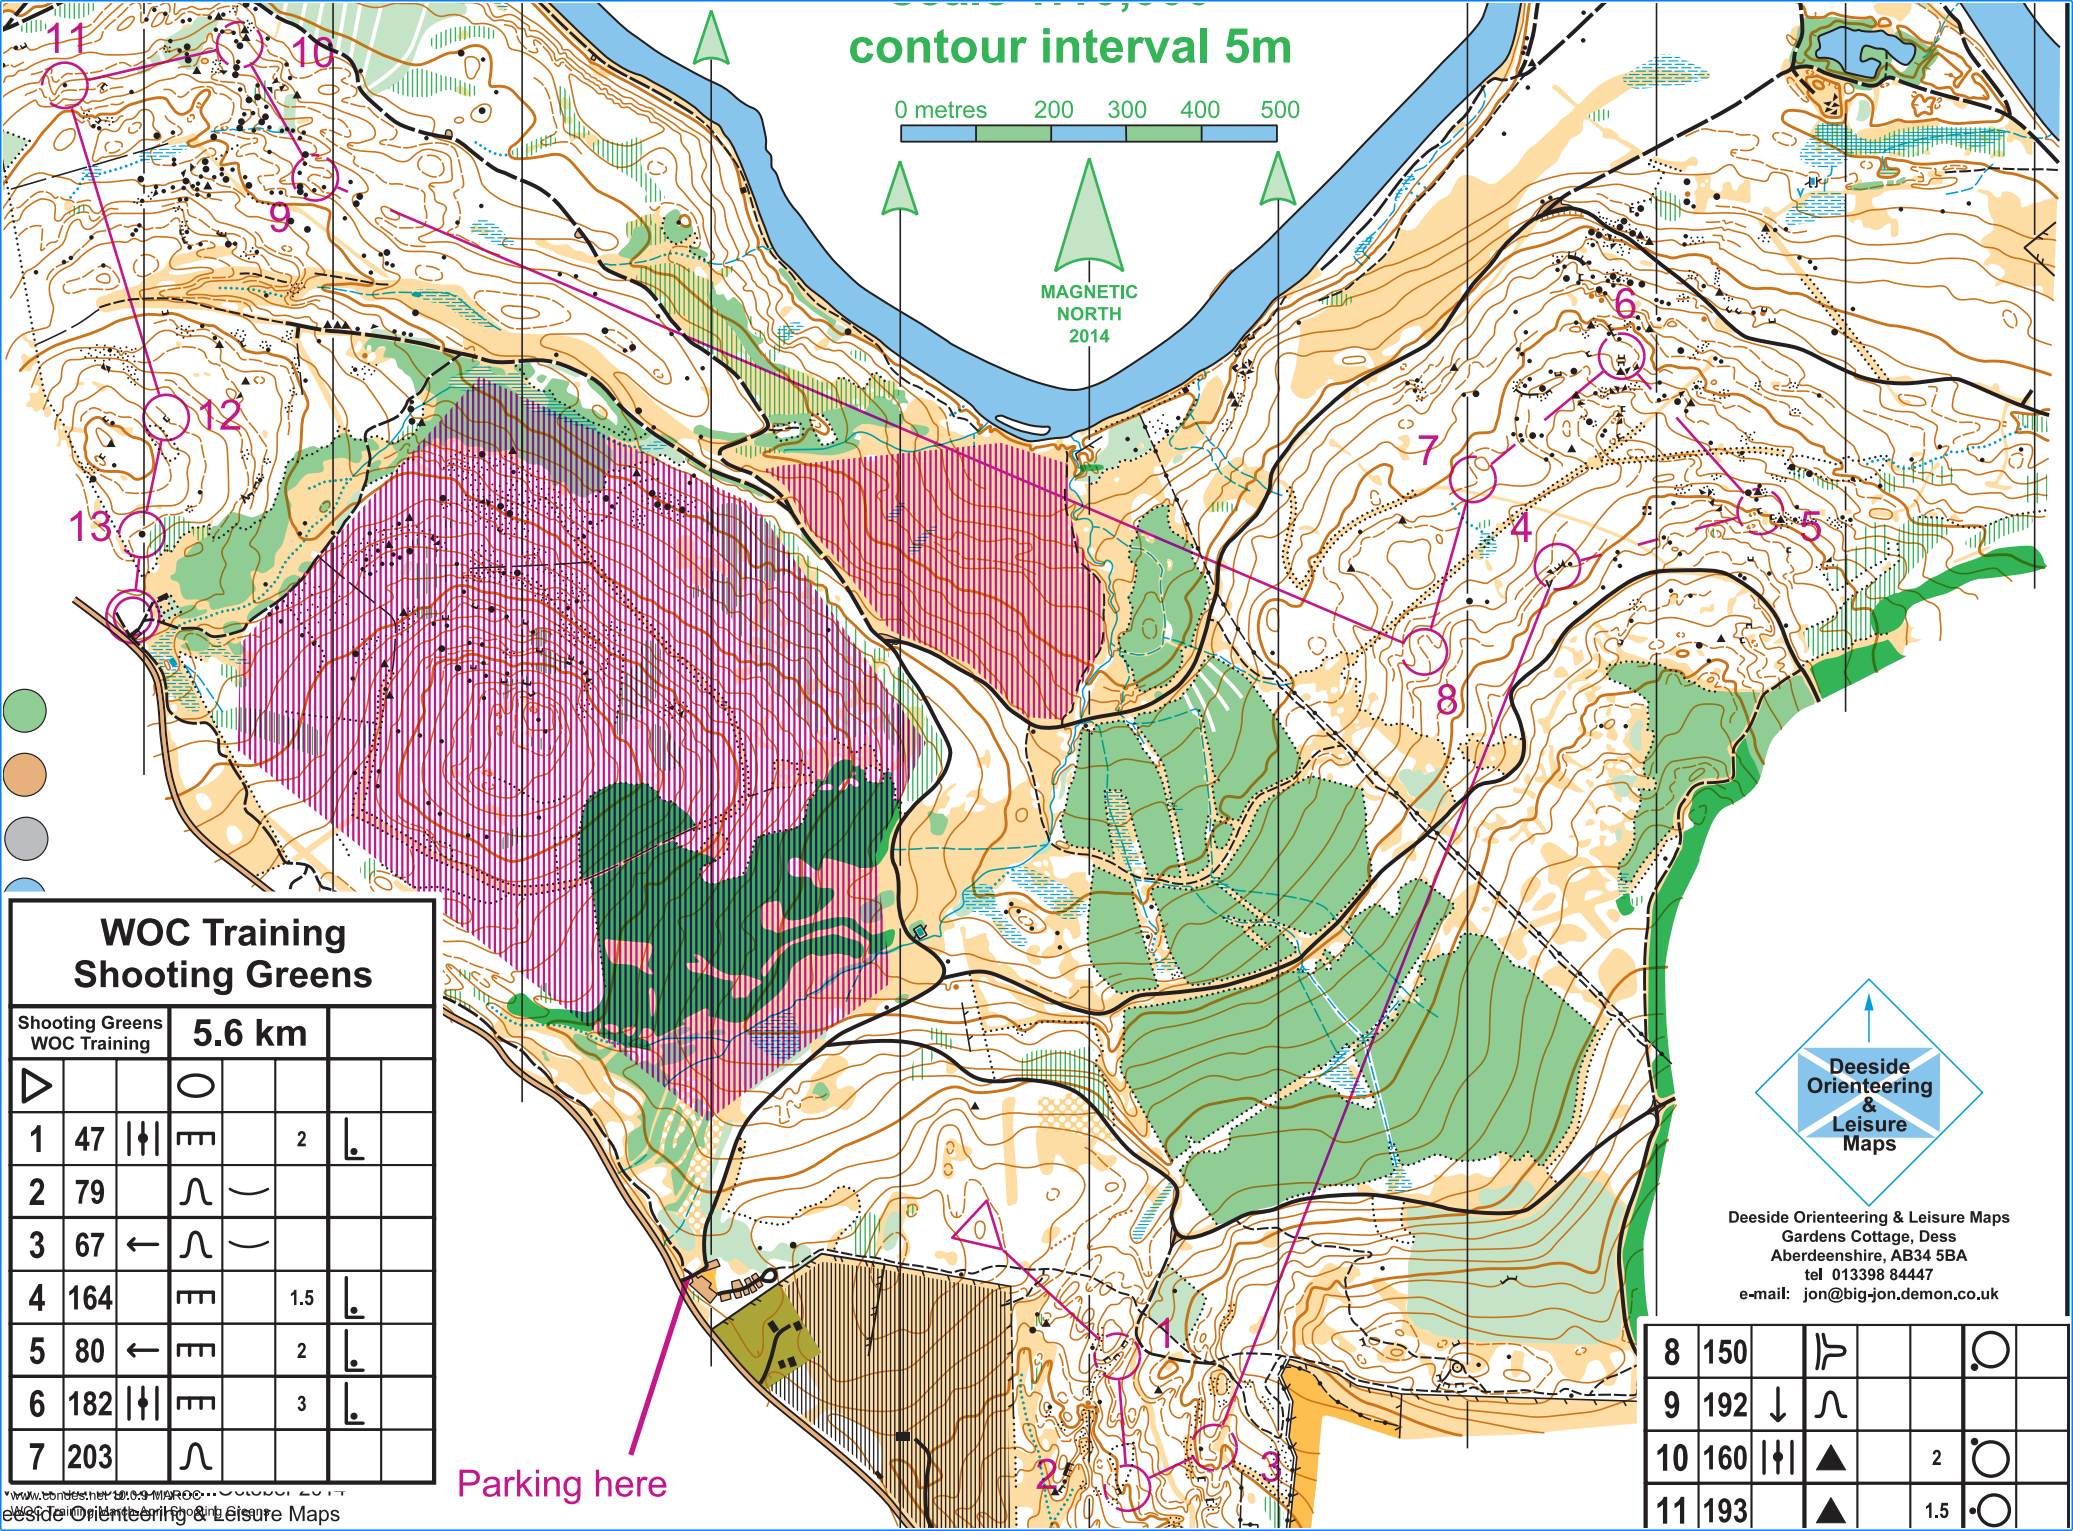 contour interval 5m
0 metres 200 300 400 500
MAGNETIC
NORTH
2014
11
10
9
6
7
12
4
5
13
8
WOC Training
Shooting Greens
Shooting Greens
WOC Training
5.6 km
1 47 2
2 79
3 67
4 164 1.5
5 80 2
6 182 3
7 203
Deeside
Orienteering
&
Leisure
Maps
Deeside Orienteering & Leisure Maps
Gardens Cottage, Dess
Aberdeenshire, AB34 5BA
tel 013398 84447
e-mail: jon@big-jon.demon.co.uk
1
2
3
Parking here
8 150
9 192
10 160 2
11 193 1.5
www.condes.net
eeside Orienteering & Leisure Maps